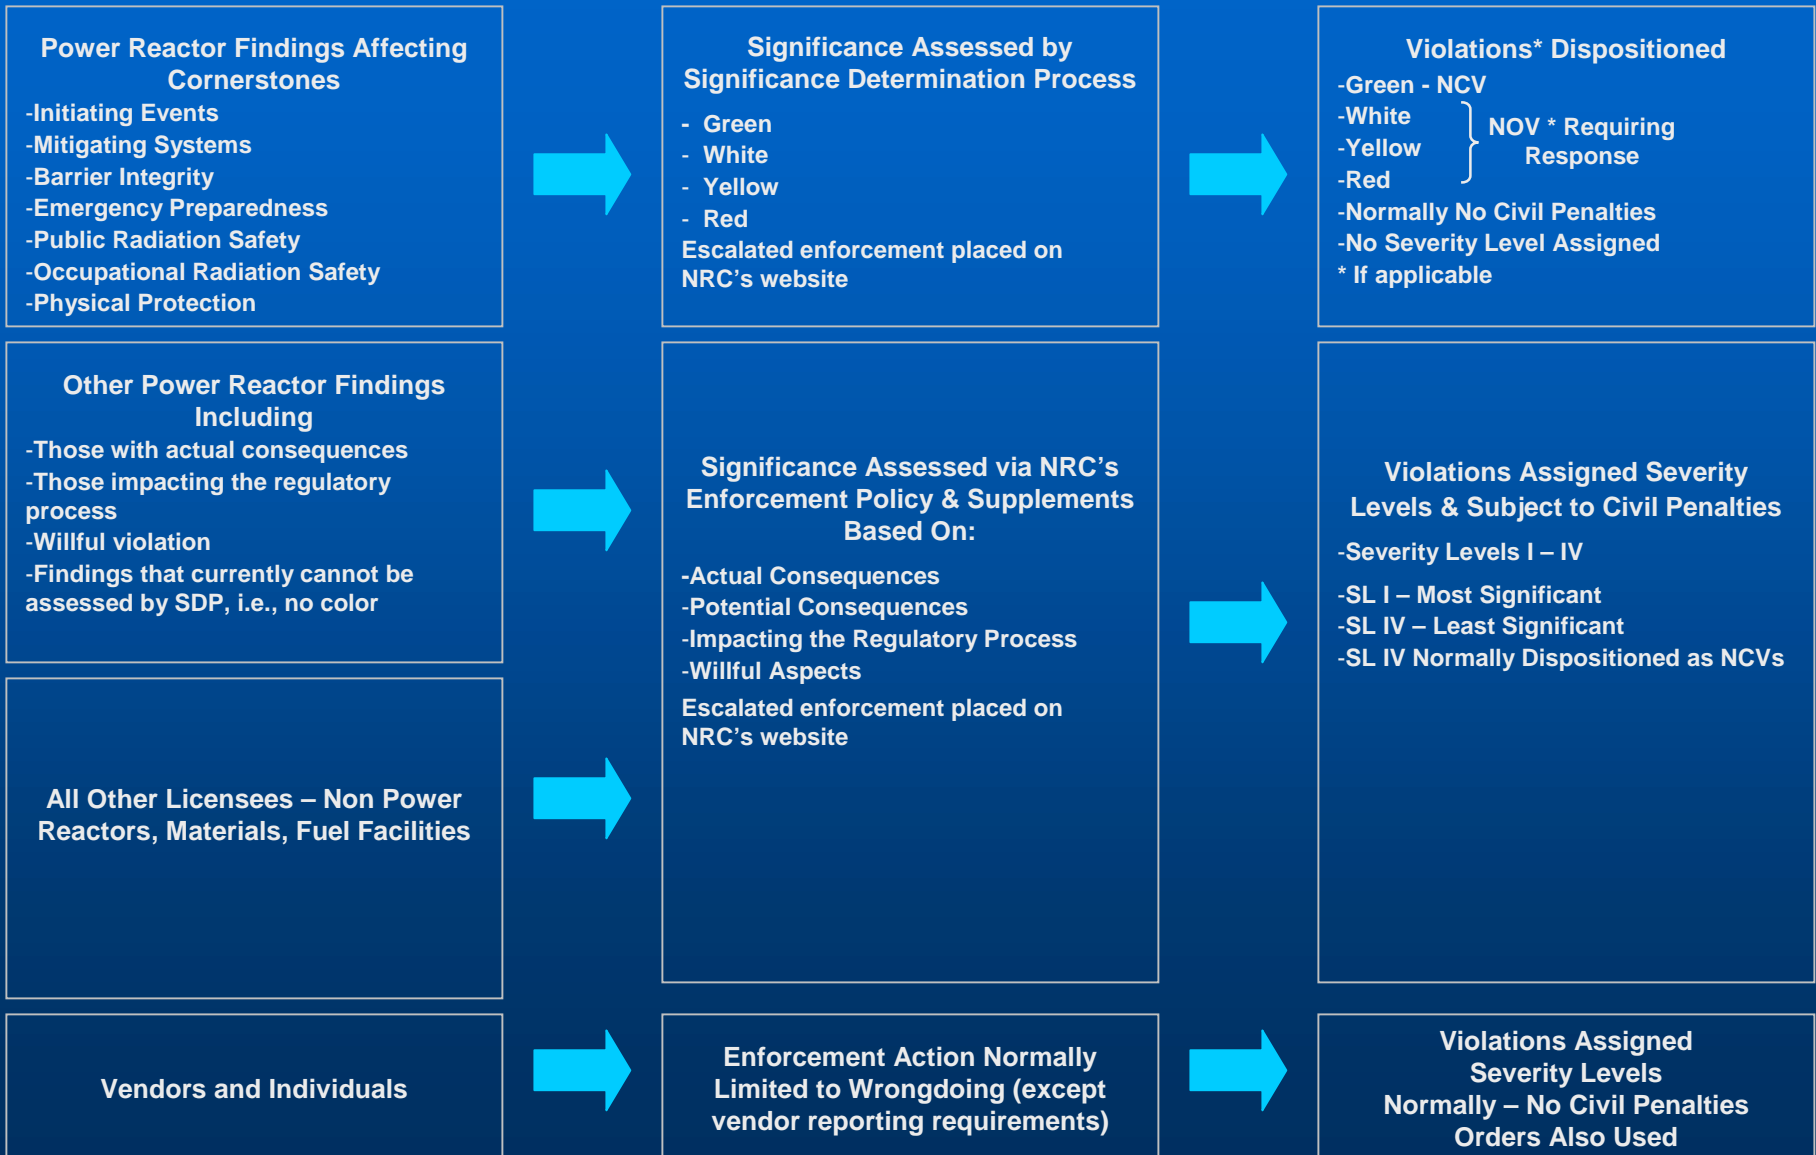 Power Reactor Findings Affecting
Cornerstones
-Initiating Events
-Mitigating Systems
-Barrier Integrity
-Emergency Preparedness
-Public Radiation Safety
-Occupational Radiation Safety
-Physical Protection
Significance Assessed by
Significance Determination Process
- Green
- White
- Yellow
- Red
Escalated enforcement placed on
NRC's website
Violations* Dispositioned
-Green - NCV
-White
-Yellow
-Red
NOV * Requiring
Response
-Normally No Civil Penalties
-No Severity Level Assigned
* If applicable
Other Power Reactor Findings
Including
-Those with actual consequences
-Those impacting the regulatory
process
-Willful violation
-Findings that currently cannot be
assessed by SDP, i.e., no color
Significance Assessed via NRC's
Enforcement Policy & Supplements
Based On:
-Actual Consequences
-Potential Consequences
-Impacting the Regulatory Process
-Willful Aspects
Escalated enforcement placed on
NRC's website
Violations Assigned Severity
Levels & Subject to Civil Penalties
-Severity Levels I – IV
-SL I – Most Significant
-SL IV – Least Significant
-SL IV Normally Dispositioned as NCVs
All Other Licensees – Non Power
Reactors, Materials, Fuel Facilities
Vendors and Individuals
Enforcement Action Normally
Limited to Wrongdoing (except
vendor reporting requirements)
Violations Assigned
Severity Levels
Normally – No Civil Penalties
Orders Also Used